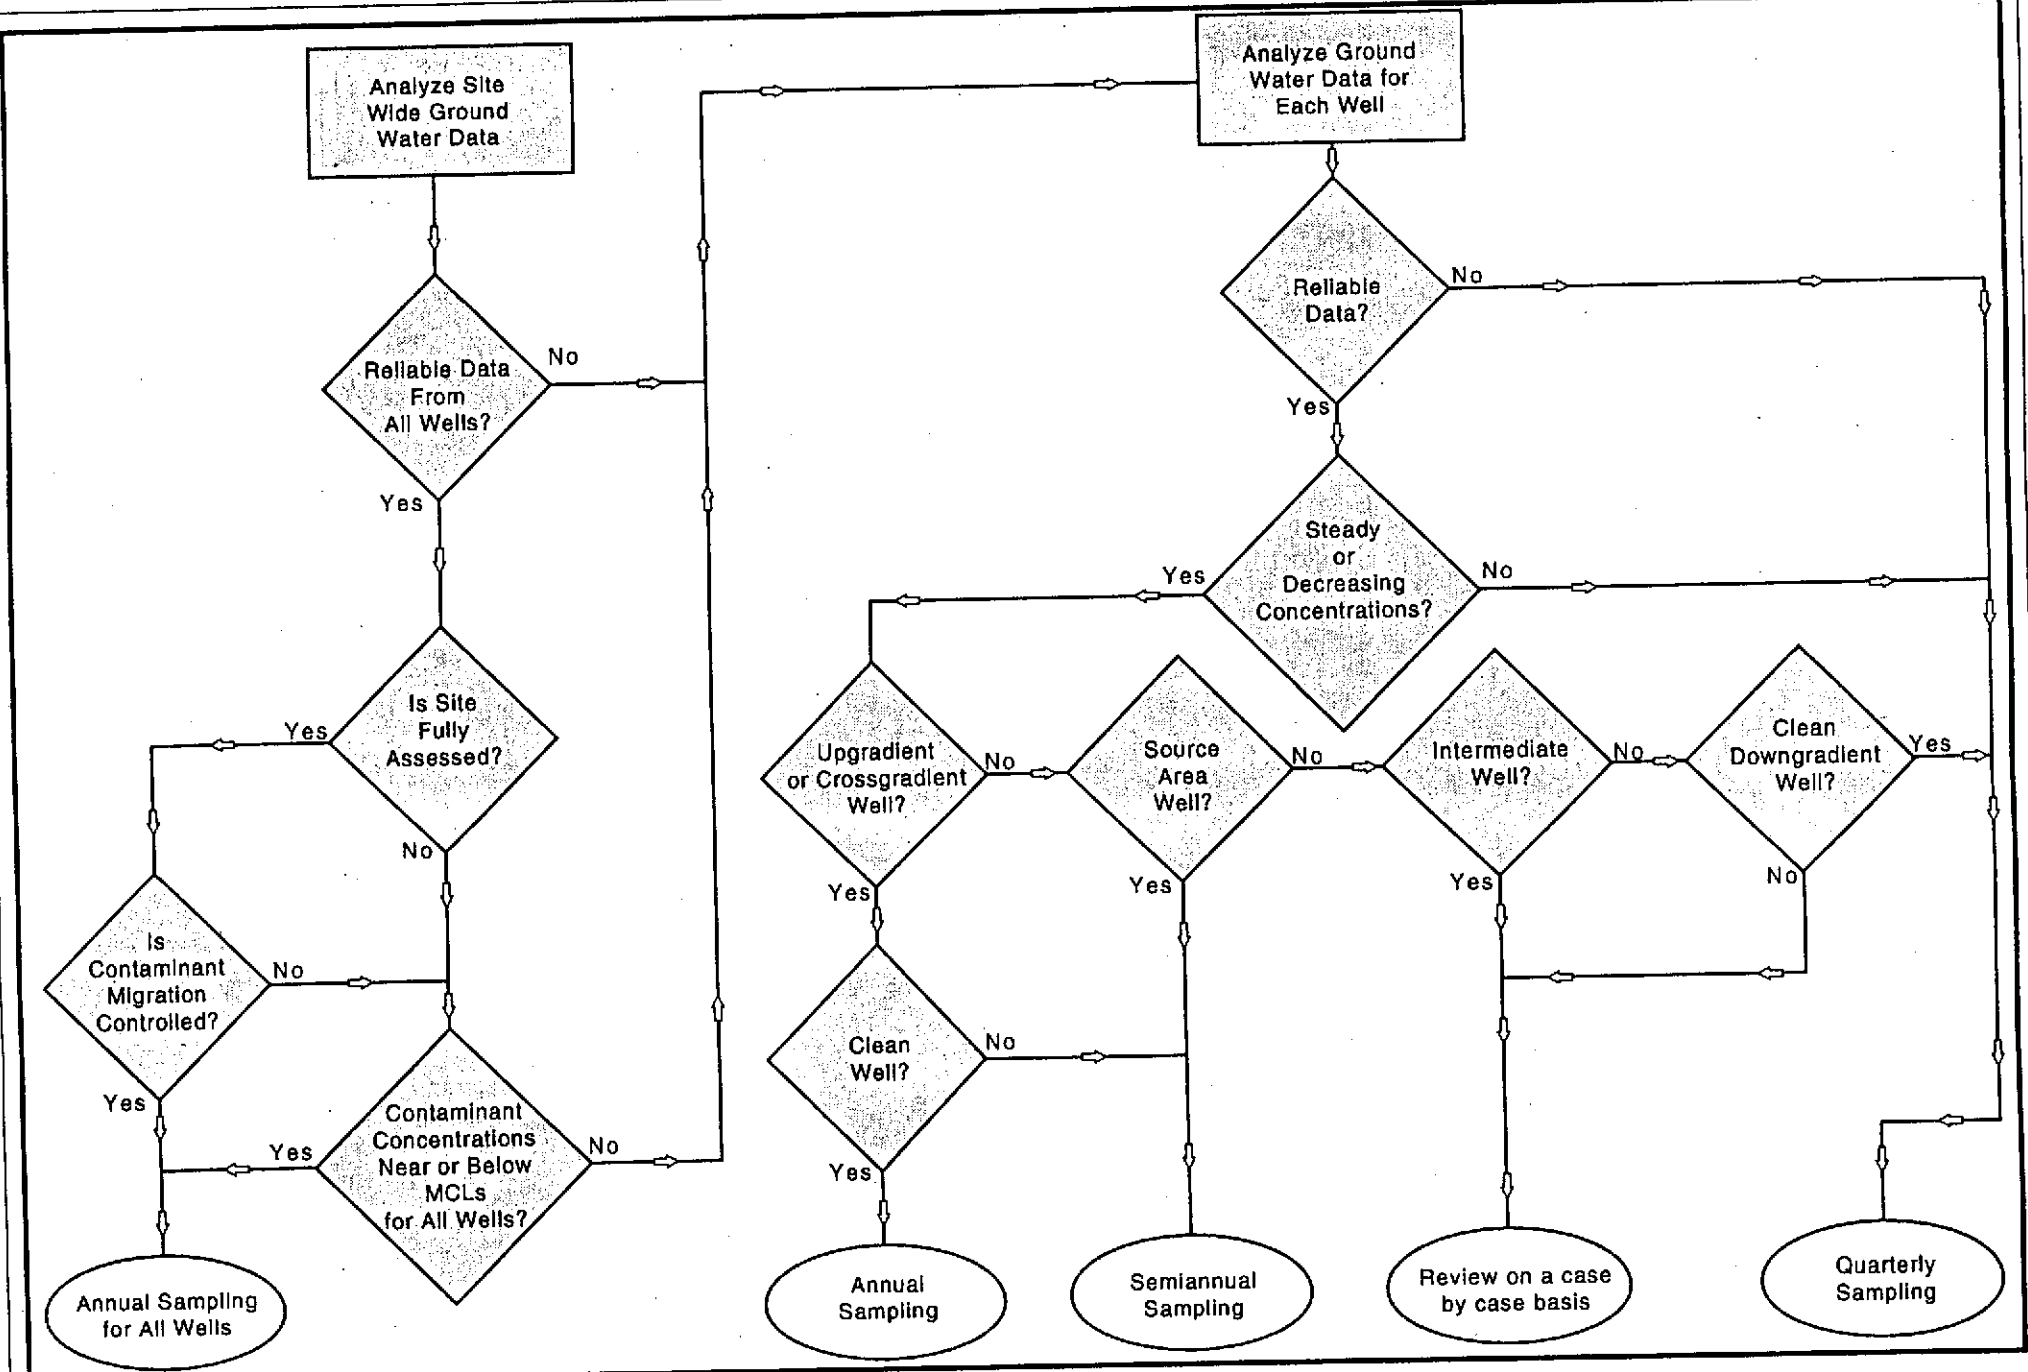 Analyze Site
Wide Ground
Water Data
Reliable Data
From
All Wells?
No
Yes
Is Site
Fully
Assessed?
Yes
No
Is
Contaminant
Migration
Controlled?
No
Yes
Contaminant
Concentrations
Near or Below
MCLs
for All Wells?
Yes
No
Annual Sampling
for All Wells
Analyze Ground
Water Data for
Each Well
Reliable
Data?
No
Yes
Steady
or
Decreasing
Concentrations?
Yes
No
Upgradient
or Crossgradient
Well?
No
Yes
Source
Area
Well?
No
Yes
Intermediate
Well?
No
Yes
Clean
Downgradient
Well?
Yes
No
Clean
Well?
No
Yes
Annual
Sampling
Semiannual
Sampling
Review on a case
by case basis
Quarterly
Sampling